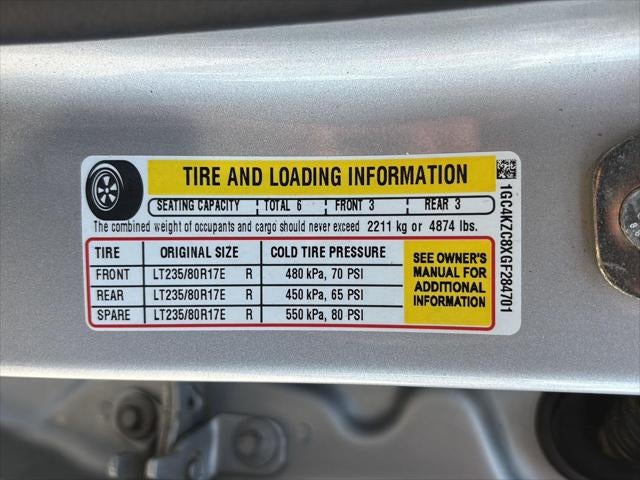 TIRE AND LOADING INFORMATION
SEATING CAPACITY TOTAL 6 FRONT 3 REAR 3
The combined weight of occupants and cargo should never exceed 2211 kg or 4874 lbs.
TIRE ORIGINAL SIZE COLD TIRE PRESSURE
FRONT LT235/80R17E R 480 kPa, 70 PSI
REAR LT235/80R17E R 450 kPa, 65 PSI
SPARE LT235/80R17E R 550 kPa, 80 PSI
SEE OWNER'S
MANUAL FOR
ADDITIONAL
INFORMATION
1GC4KZC8XGF284701